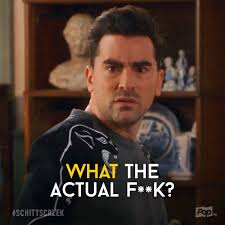 WHAT THE
ACTUAL F**K?
#SCHITTSCREEK
Pop